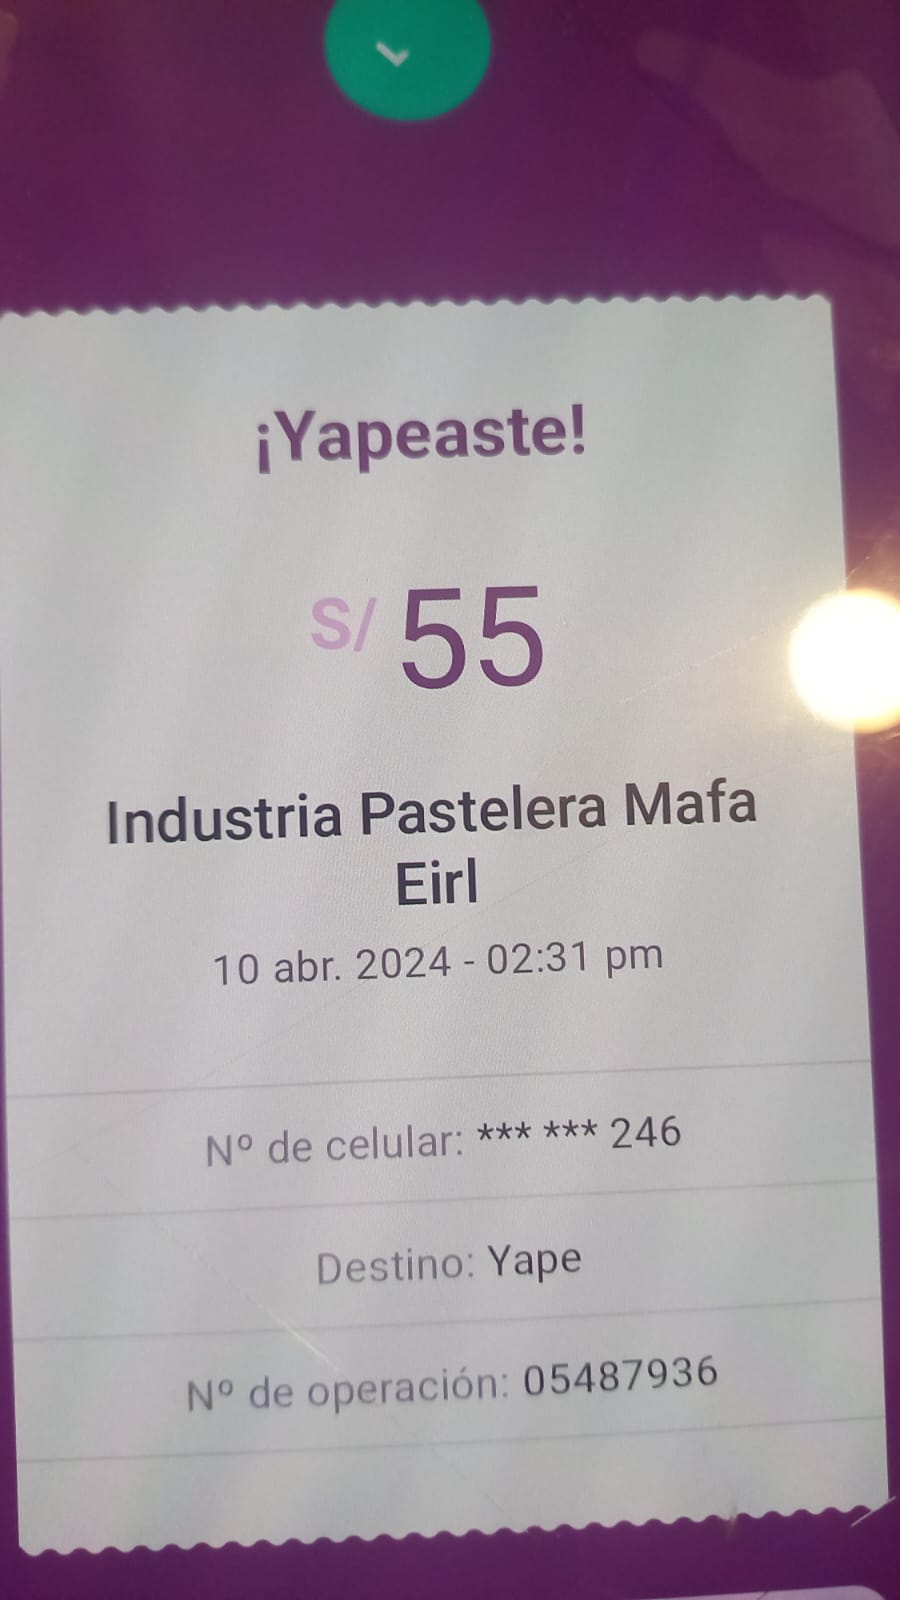 ¡Yapeaste!
S/ 55
Industria Pastelera Mafa
Eirl
10 abr. 2024 - 02:31 pm
Nº de celular: *** *** 246
Destino: Yape
Nº de operación: 05487936